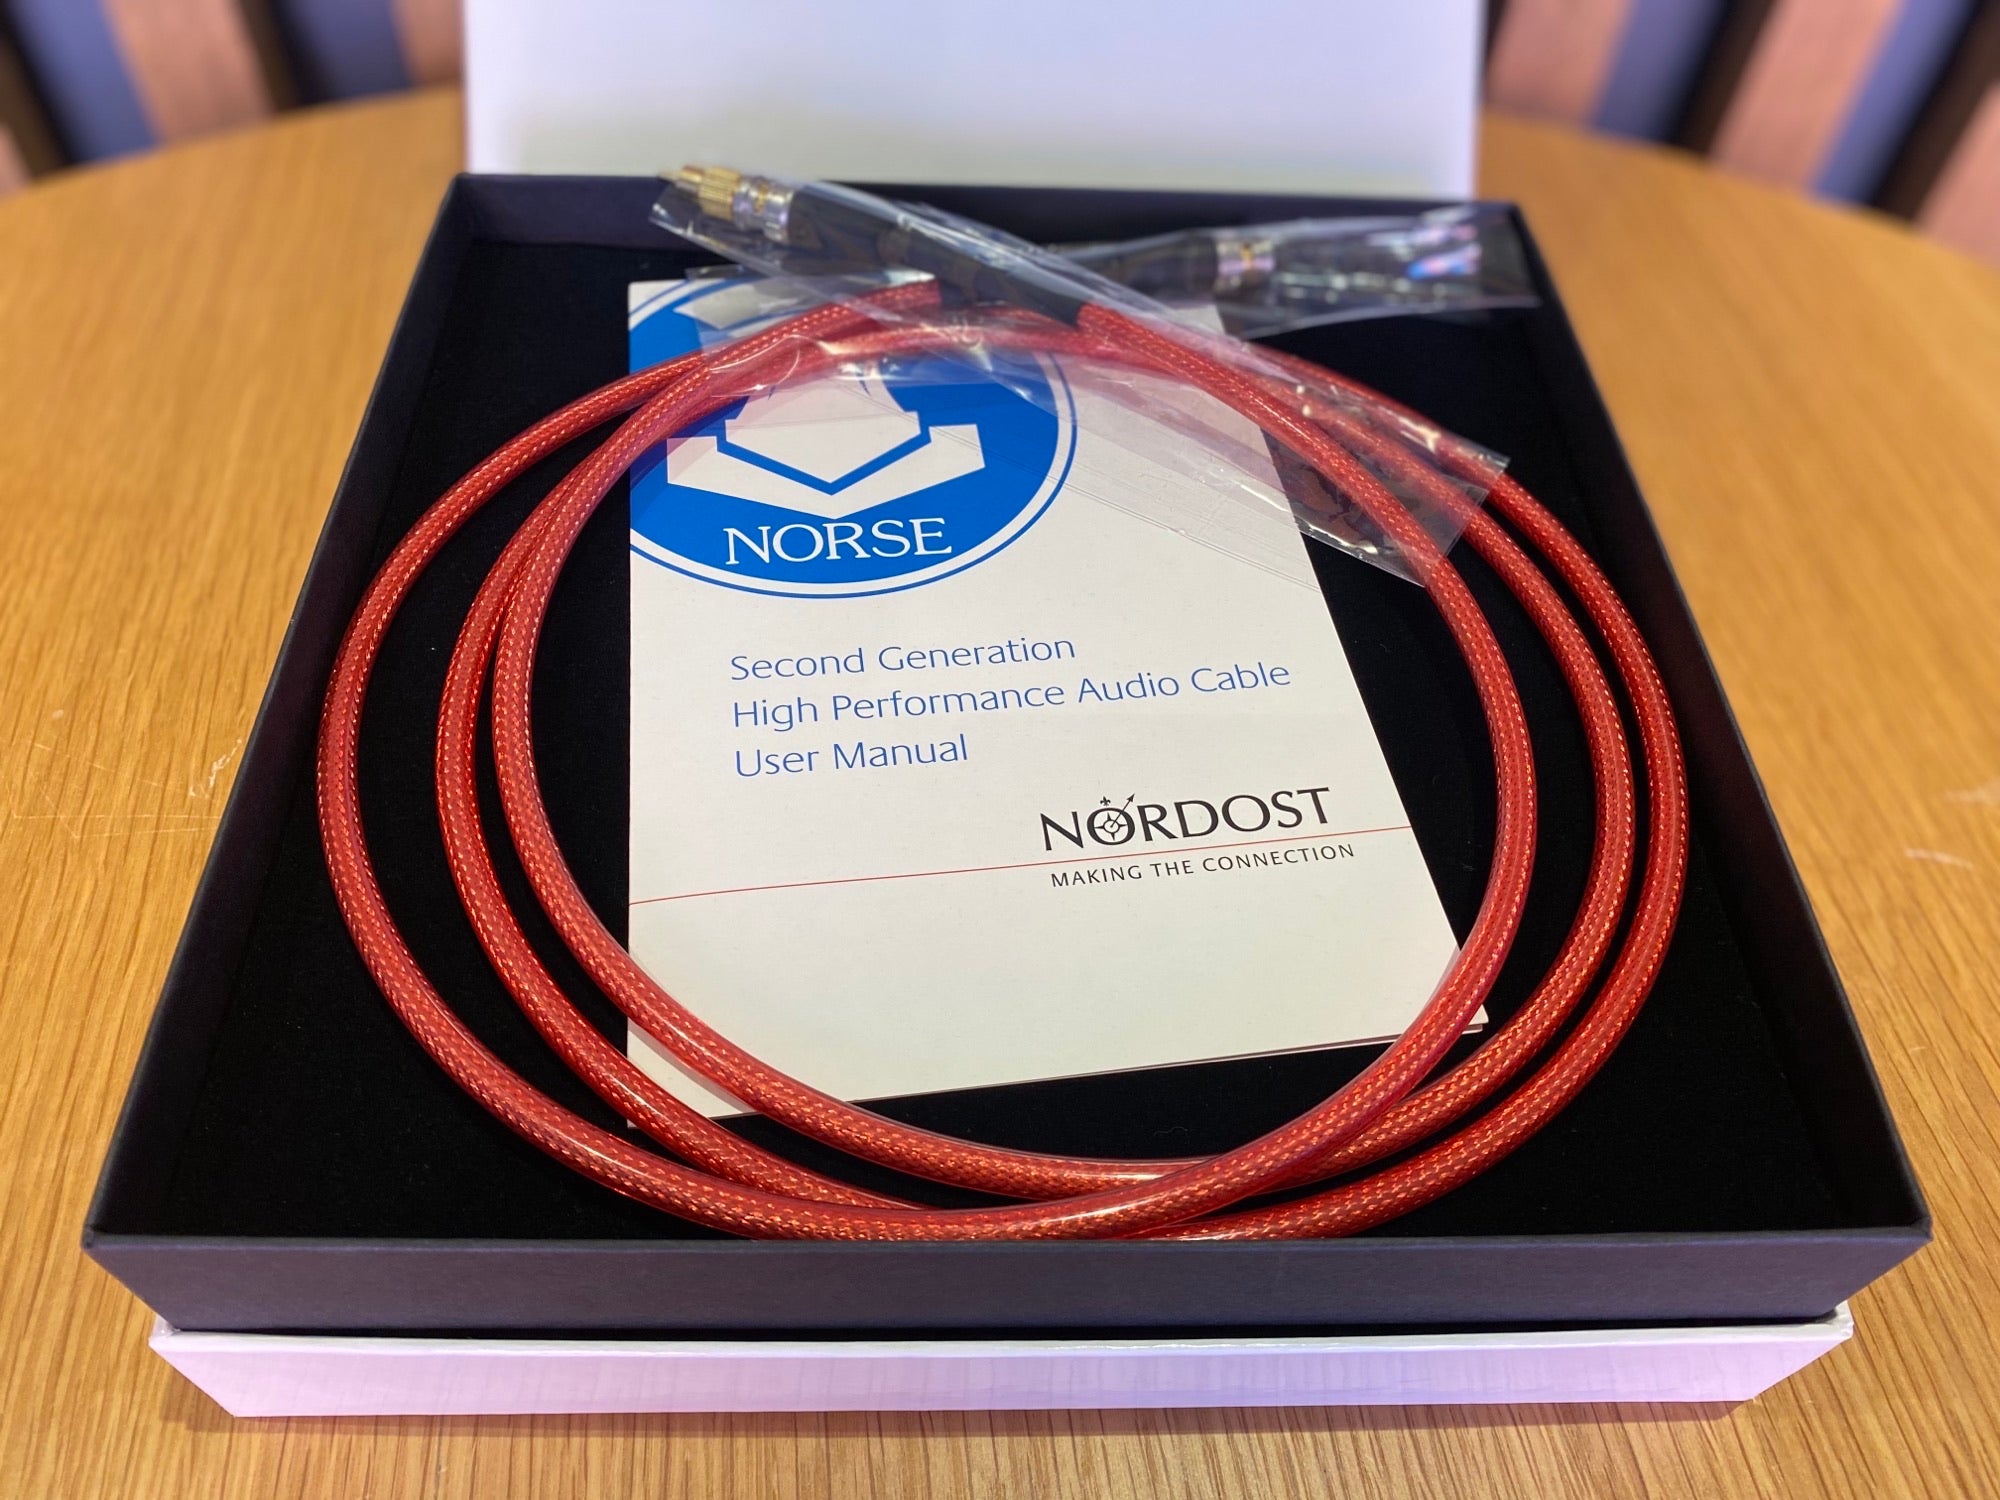 NORSE
Second Generation
High Performance Audio Cable
User Manual
NORDOST
MAKING THE CONNECTION